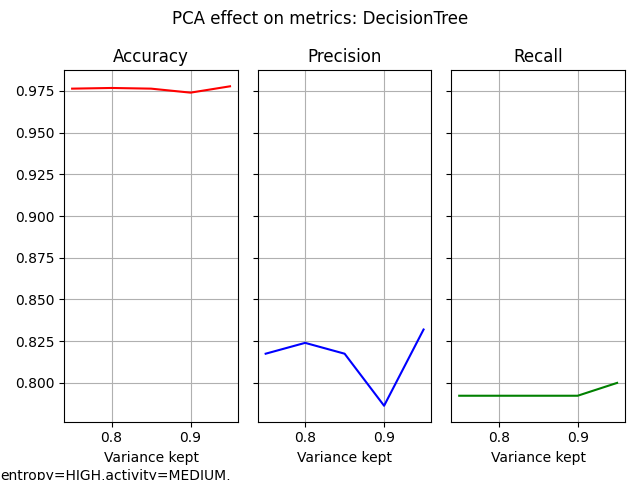 PCA effect on metrics: DecisionTree
Accuracy Precision Recall
0.975
0.950
0.925
0.900
0.875
0.850
0.825
0.800
0.8 0.9 0.8 0.9 0.8 0.9
Variance kept Variance kept Variance kept
entropy=HIGH,activity=MEDIUM,